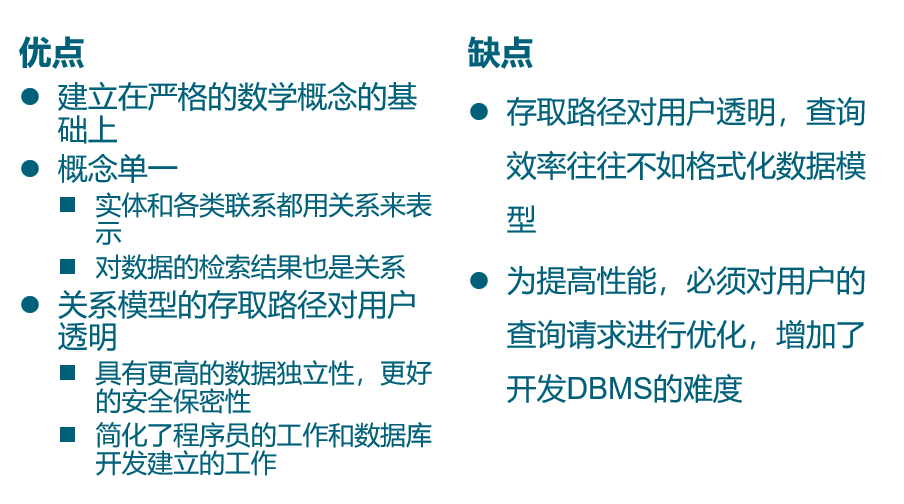 优点
建立在严格的数学概念的基
础上
概念单一
实体和各类联系都用关系来表
示
对数据的检索结果也是关系
关系模型的存取路径对用户
透明
具有更高的数据独立性，更好
的安全保密性
简化了程序员的工作和数据库
开发建立的工作
缺点
存取路径对用户透明，查询
效率往往不如格式化数据模
型
为提高性能，必须对用户的
查询请求进行优化，增加了
开发DBMS的难度